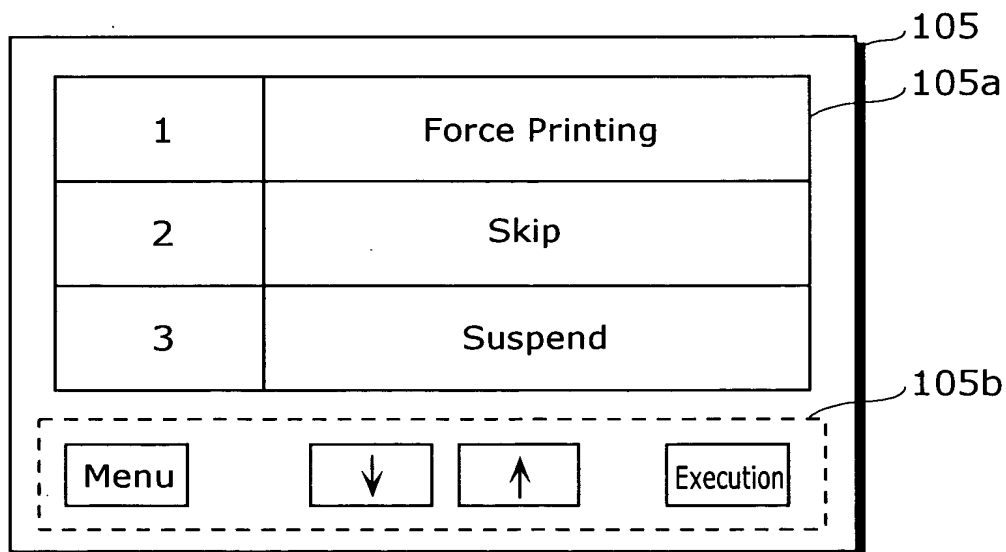 105
105a
1 Force Printing
2 Skip
3 Suspend
105b
Menu ↓ ↑ Execution